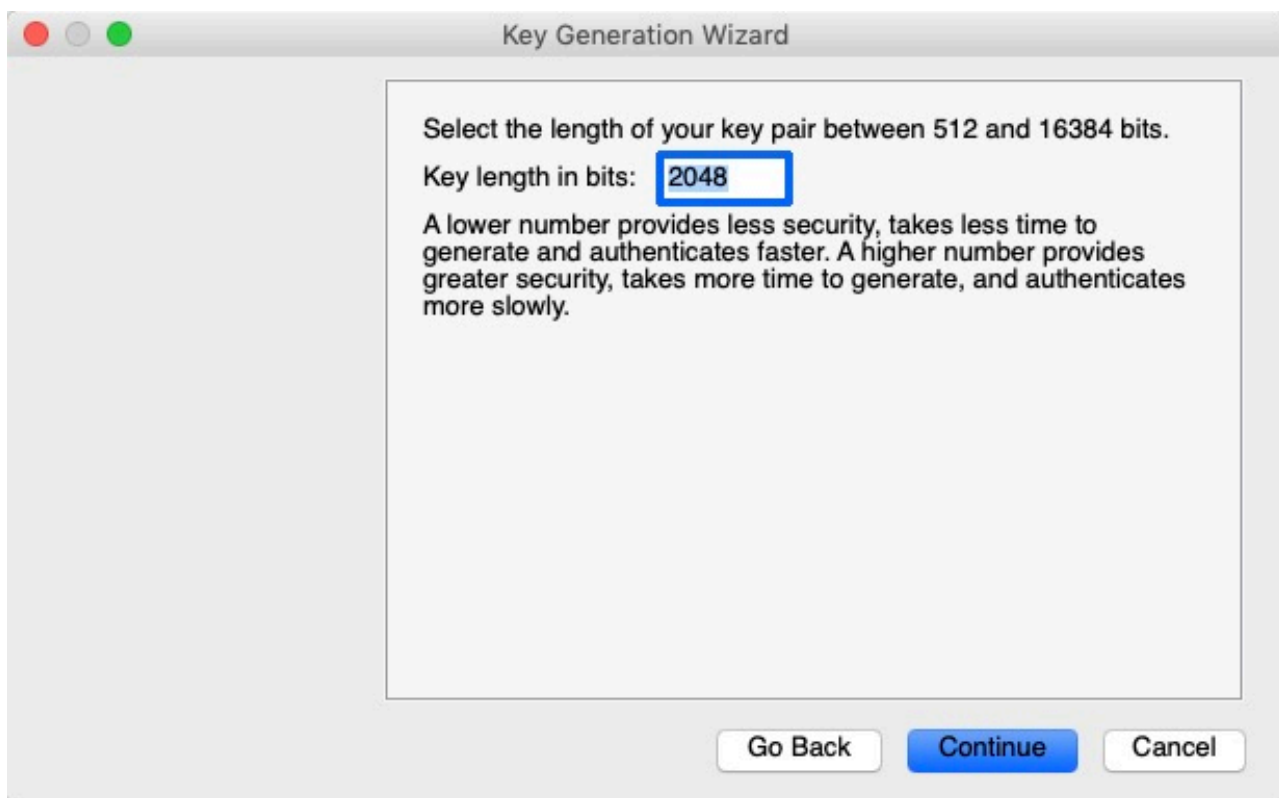 Key Generation Wizard
Select the length of your key pair between 512 and 16384 bits.
Key length in bits: 2048
A lower number provides less security, takes less time to
generate and authenticates faster. A higher number provides
greater security, takes more time to generate, and authenticates
more slowly.
Go Back Continue Cancel